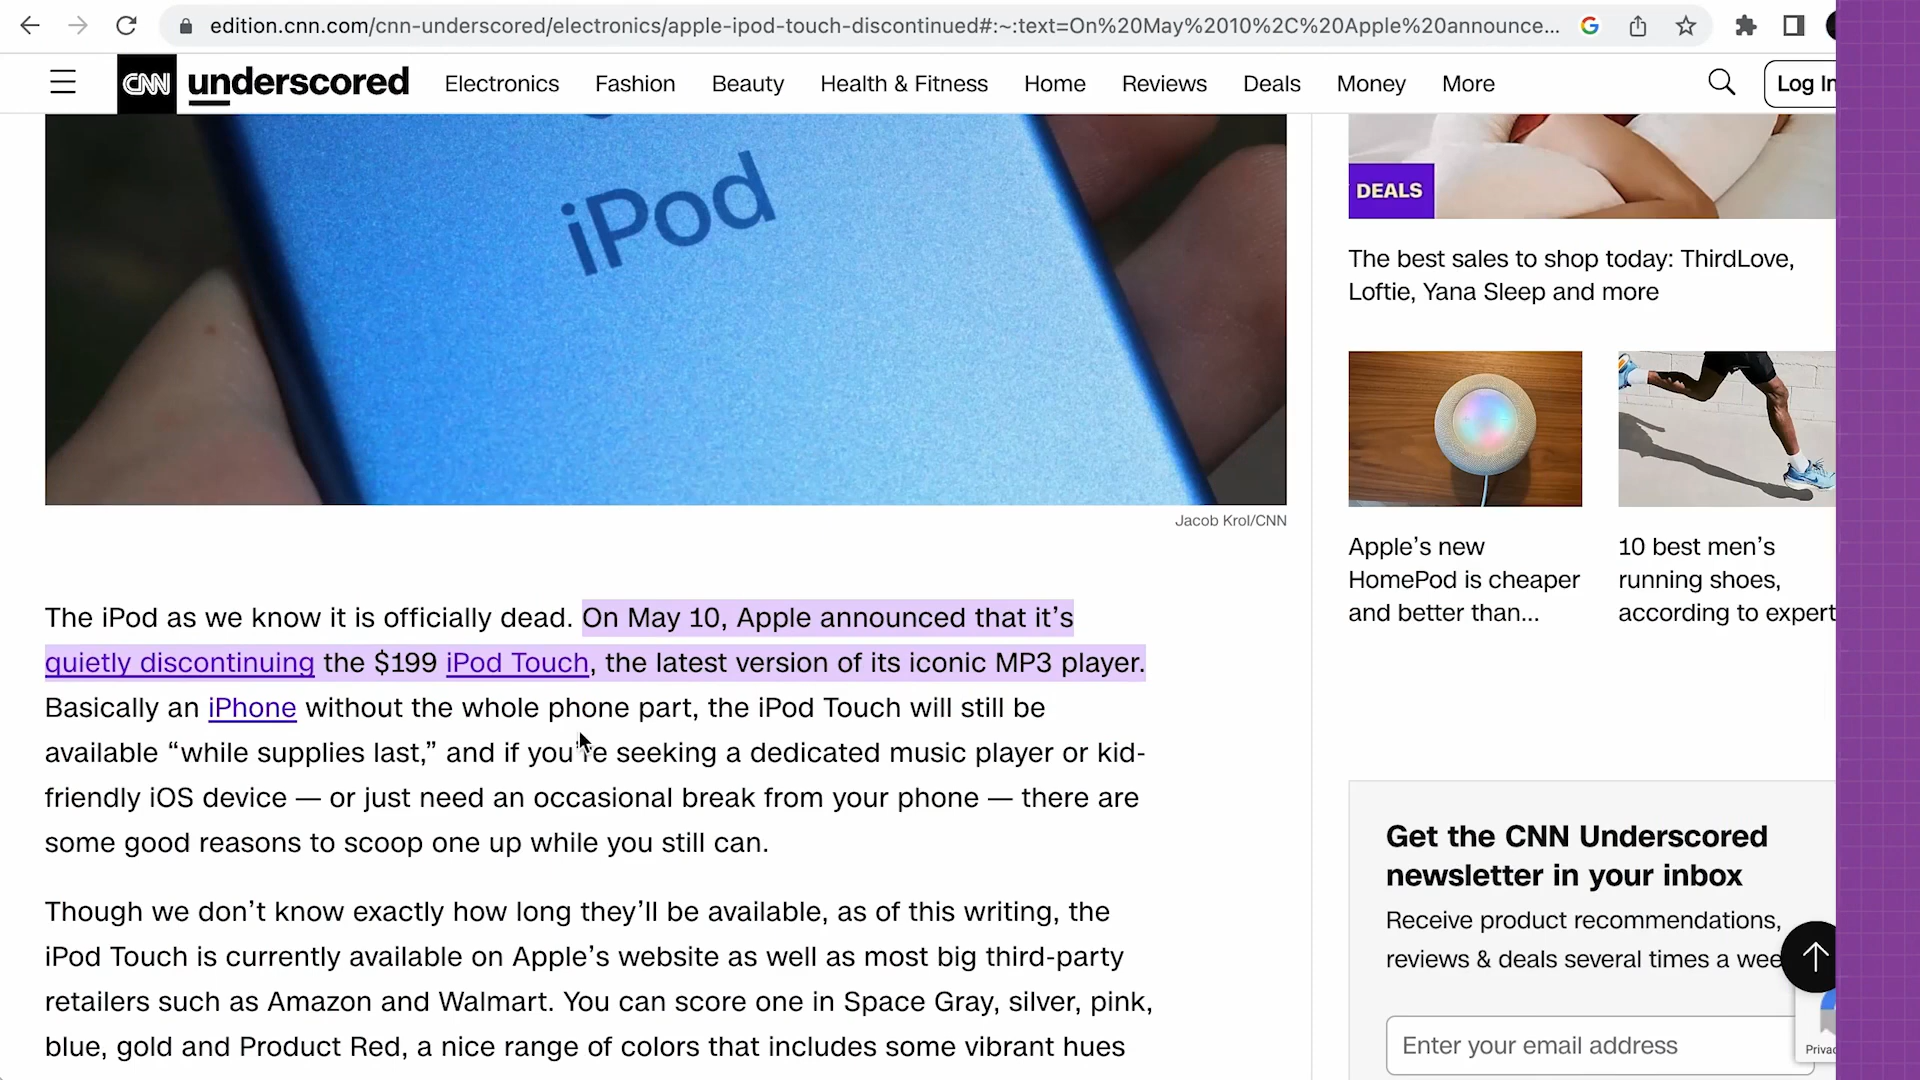 edition.cnn.com/cnn-underscored/electronics/apple-ipod-touch-discontinued#:~:text=On%20May%2010%2C%20Apple%20announce...
CNN underscored
Electronics
Fashion
Beauty
Health & Fitness
Home
Reviews
Deals
Money
More
Log In
iPod
Jacob Krol/CNN
The iPod as we know it is officially dead. On May 10, Apple announced that it’s
quietly discontinuing the $199 iPod Touch, the latest version of its iconic MP3 player.
Basically an iPhone without the whole phone part, the iPod Touch will still be
available “while supplies last,” and if you’re seeking a dedicated music player or kid-
friendly iOS device — or just need an occasional break from your phone — there are
some good reasons to scoop one up while you still can.
Though we don’t know exactly how long they’ll be available, as of this writing, the
iPod Touch is currently available on Apple’s website as well as most big third-party
retailers such as Amazon and Walmart. You can score one in Space Gray, silver, pink,
blue, gold and Product Red, a nice range of colors that includes some vibrant hues
DEALS
The best sales to shop today: ThirdLove,
Loftie, Yana Sleep and more
Apple’s new
HomePod is cheaper
and better than...
10 best men’s
running shoes,
according to expert
Get the CNN Underscored
newsletter in your inbox
Receive product recommendations,
reviews & deals several times a wee
Enter your email address
Privac